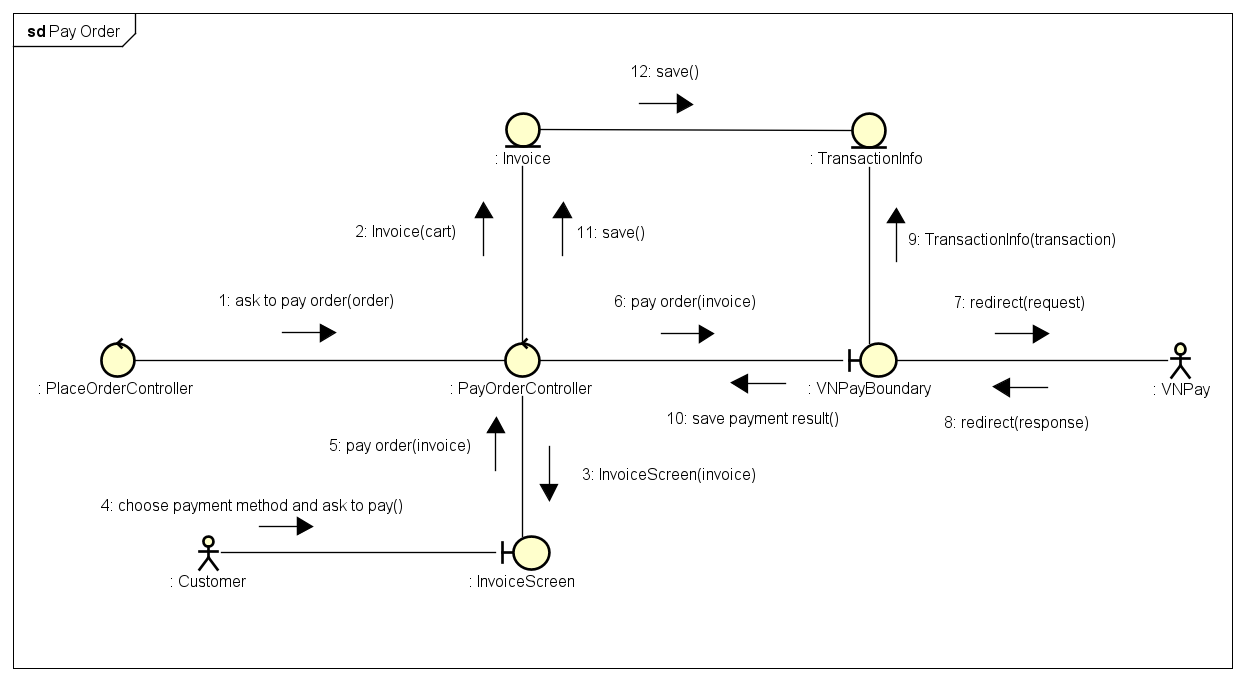 sd Pay Order
12: save()
: Invoice
: TransactionInfo
2: Invoice(cart)
11: save()
9: TransactionInfo(transaction)
1: ask to pay order(order)
6: pay order(invoice)
7: redirect(request)
: PlaceOrderController
: PayOrderController
: VNPayBoundary
: VNPay
10: save payment result()
8: redirect(response)
5: pay order(invoice)
3: InvoiceScreen(invoice)
4: choose payment method and ask to pay()
: Customer
: InvoiceScreen